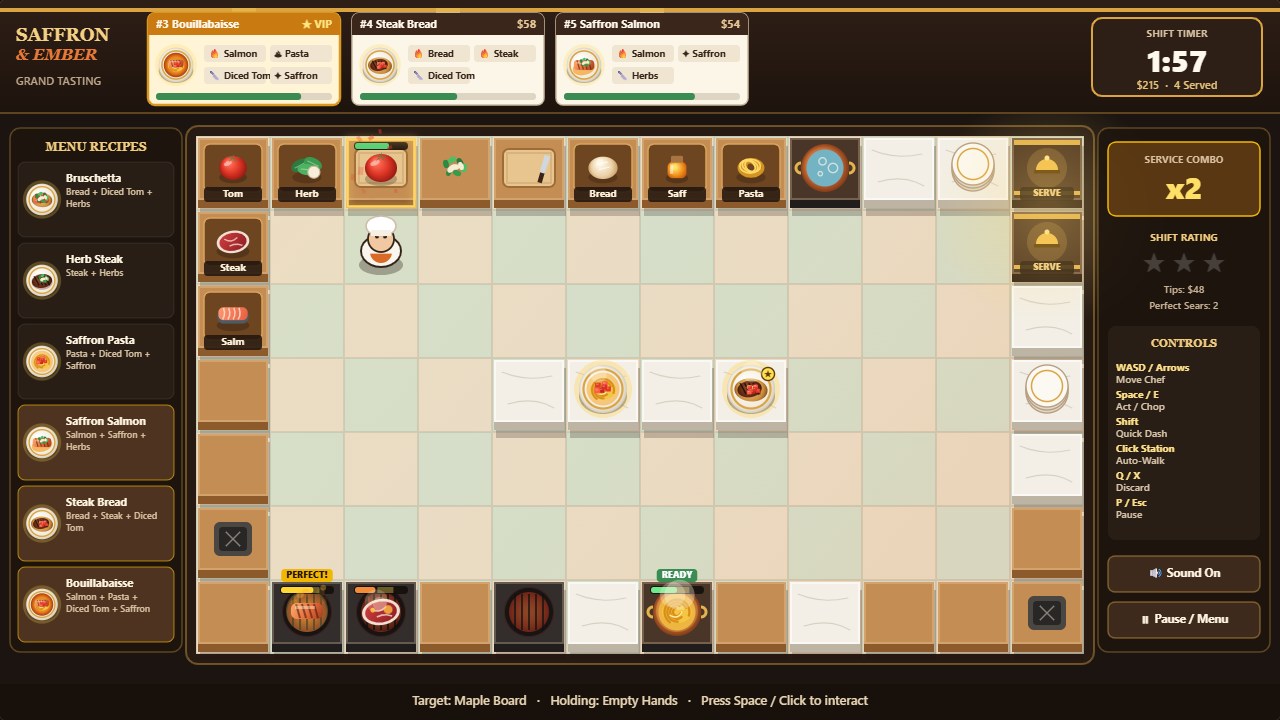 SAFFRON
& EMBER
GRAND TASTING
#3 Bouillabaisse ★ VIP
Salmon Pasta
Diced Tom Saffron
#4 Steak Bread $58
Bread Steak
Diced Tom
#5 Saffron Salmon $54
Salmon Saffron
Herbs
SHIFT TIMER
1:57
$215 · 4 Served
MENU RECIPES
Bruschetta
Bread + Diced Tom +
Herbs
Herb Steak
Steak + Herbs
Saffron Pasta
Pasta + Diced Tom +
Saffron
Saffron Salmon
Salmon + Saffron +
Herbs
Steak Bread
Bread + Steak + Diced
Tom
Bouillabaisse
Salmon + Pasta +
Diced Tom + Saffron
Tom
Herb
Bread
Saff
Pasta
SERVE
Steak
SERVE
Salm
PERFECT!
READY
SERVICE COMBO
x2
SHIFT RATING
★ ★ ★
Tips: $48
Perfect Sears: 2
CONTROLS
WASD / Arrows
Move Chef
Space / E
Act / Chop
Shift
Quick Dash
Click Station
Auto-Walk
Q / X
Discard
P / Esc
Pause
Sound On
Pause / Menu
Target: Maple Board · Holding: Empty Hands · Press Space / Click to interact